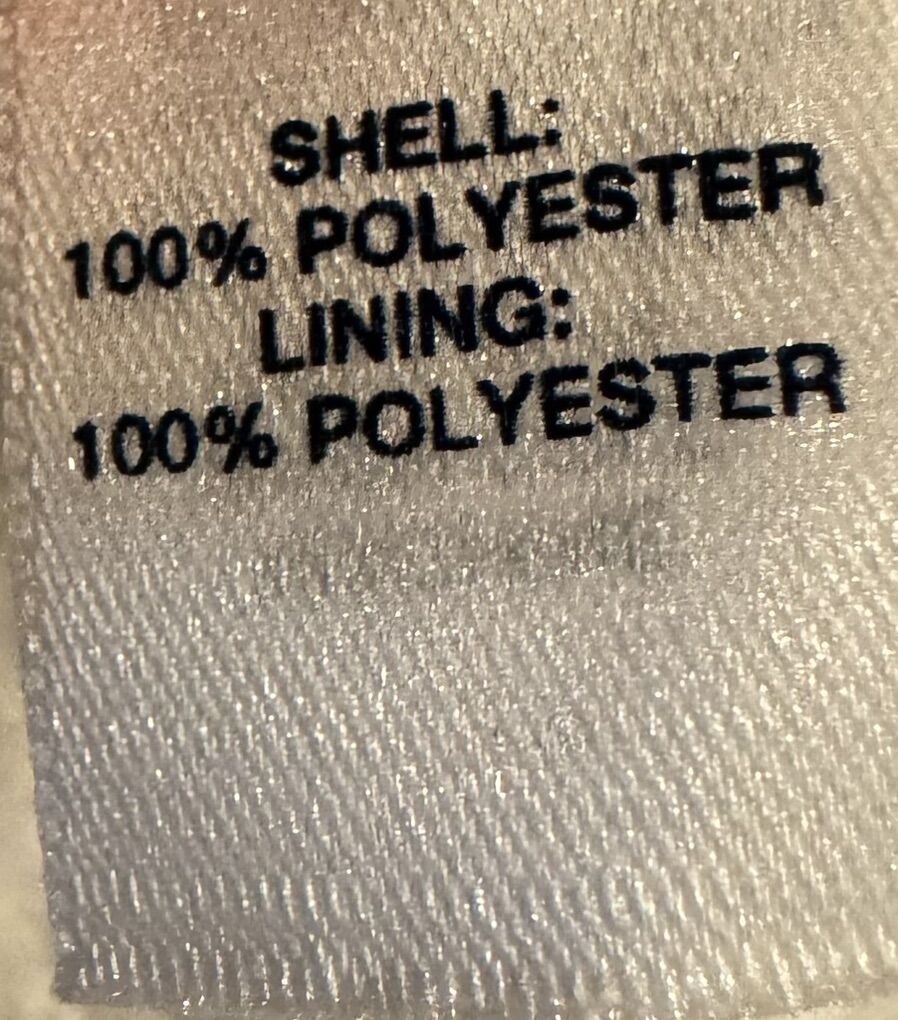 SHELL:
100% POLYESTER
LINING:
100% POLYESTER